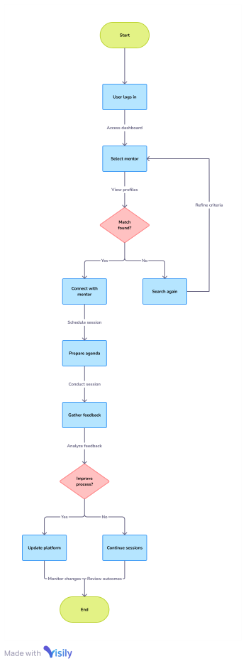 Start
User logs in
Access dashboard
Select mentor
View profiles
Refine criteria
Match
found?
Yes
No
Connect with
mentor
Search again
Schedule session
Prepare agenda
Conduct session
Gather feedback
Analyze feedback
Improve
process?
Yes
No
Update platform
Continue sessions
Monitor changes
Review outcomes
End
Made with Visily